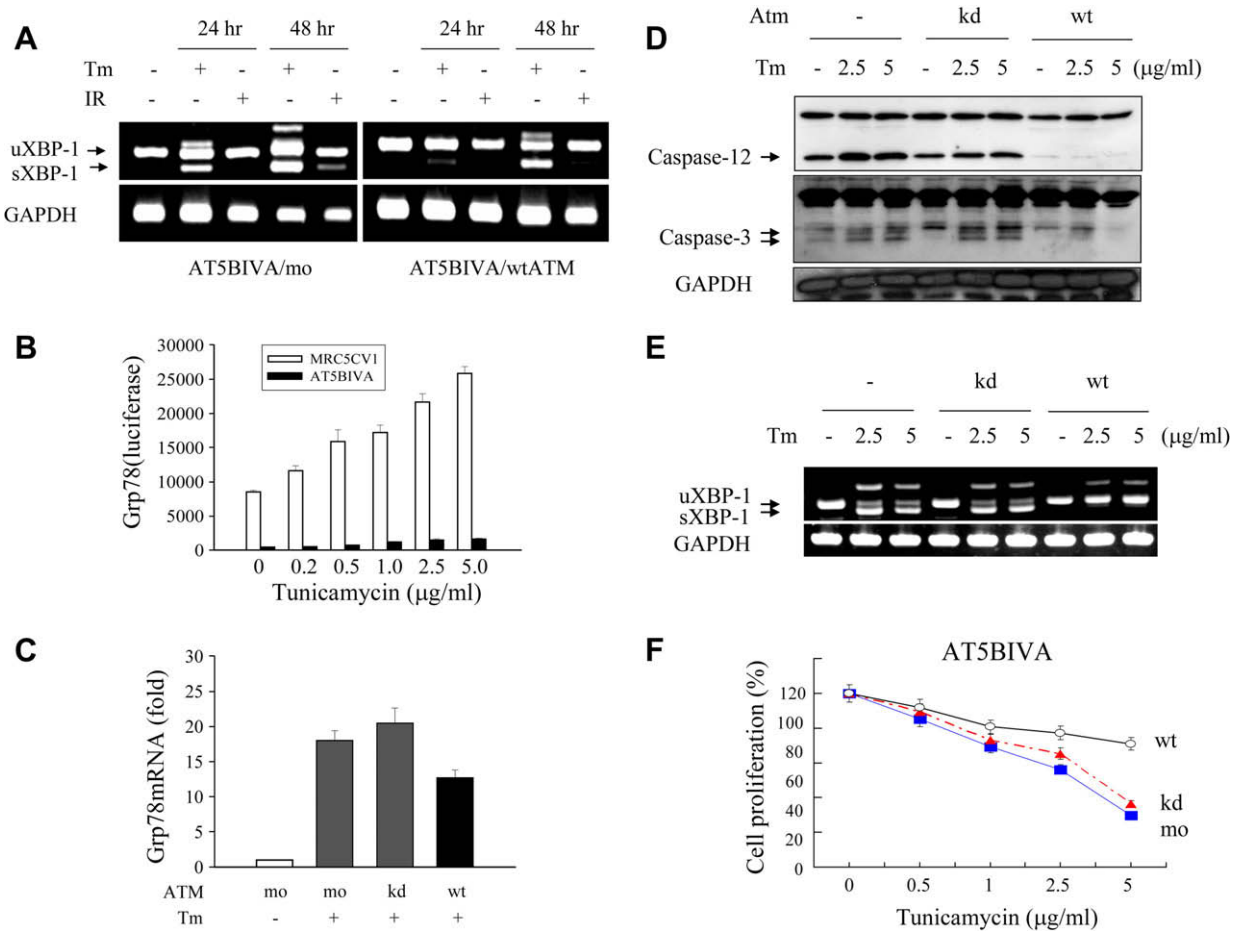 A
24 hr 48 hr 24 hr 48 hr
Tm - + - + - - + - + -
IR - - + - + - - + - +
uXBP-1
sXBP-1
GAPDH
AT5BIVA/mo AT5BIVA/wtATM
B
Grp78(luciferase)
30000
25000
20000
15000
10000
5000
0
MRC5CV1
AT5BIVA
0 0.2 0.5 1.0 2.5 5.0
Tunicamycin (μg/ml)
C
Grp78mRNA (fold)
30
25
20
15
10
5
0
ATM mo mo kd wt
Tm - + + +
D
Atm - kd wt
Tm - 2.5 5 - 2.5 5 - 2.5 5 (μg/ml)
Caspase-12
Caspase-3
GAPDH
E
- kd wt
Tm - 2.5 5 - 2.5 5 - 2.5 5 (μg/ml)
uXBP-1
sXBP-1
GAPDH
F
AT5BIVA
Cell proliferation (%)
120
100
80
60
40
20
0
wt
kd
mo
0 0.5 1 2.5 5
Tunicamycin (μg/ml)